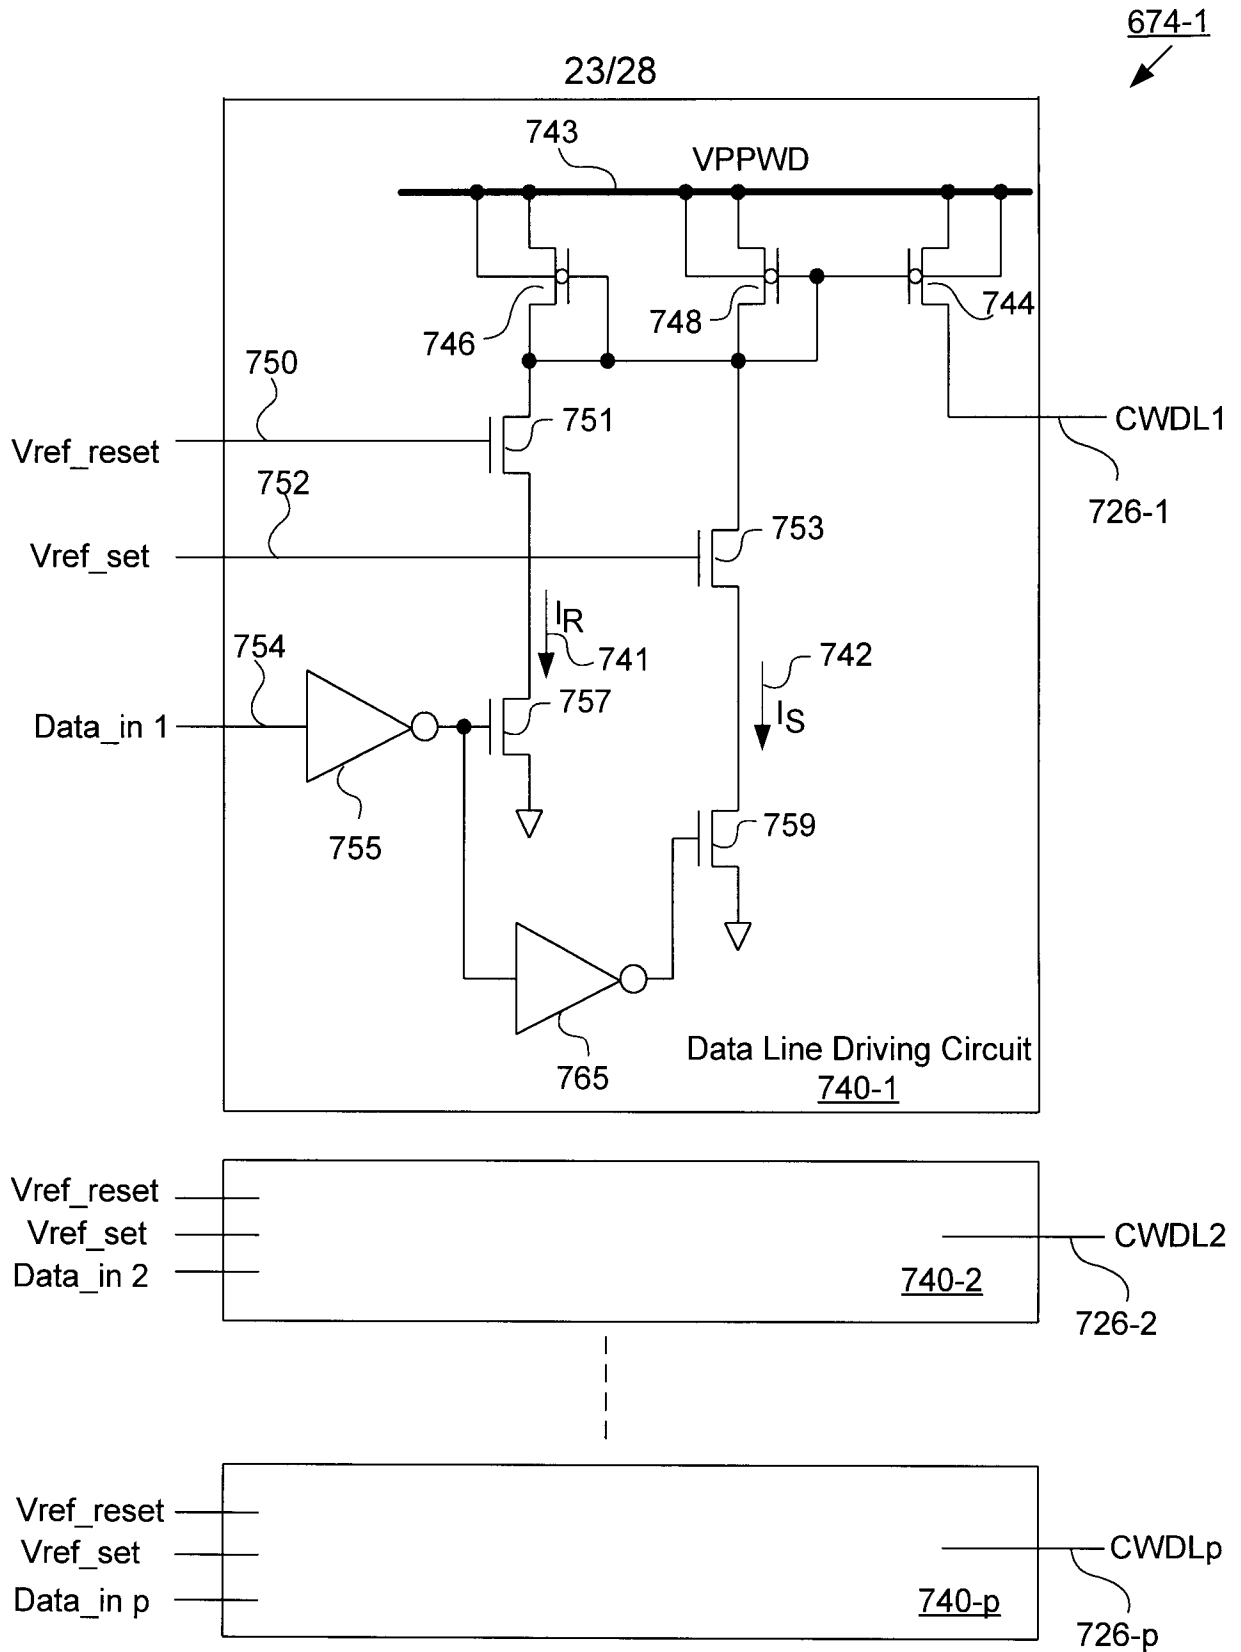 674-1
23/28
743
VPPWD
746
748
744
750
751
CWDL1
Vref_reset
752
726-1
753
Vref_set
IR
754
741
742
757
IS
Data_in 1
755
759
765
Data Line Driving Circuit
740-1
Vref_reset
Vref_set
CWDL2
Data_in 2
740-2
726-2
Vref_reset
Vref_set
CWDLp
Data_in p
740-p
726-p